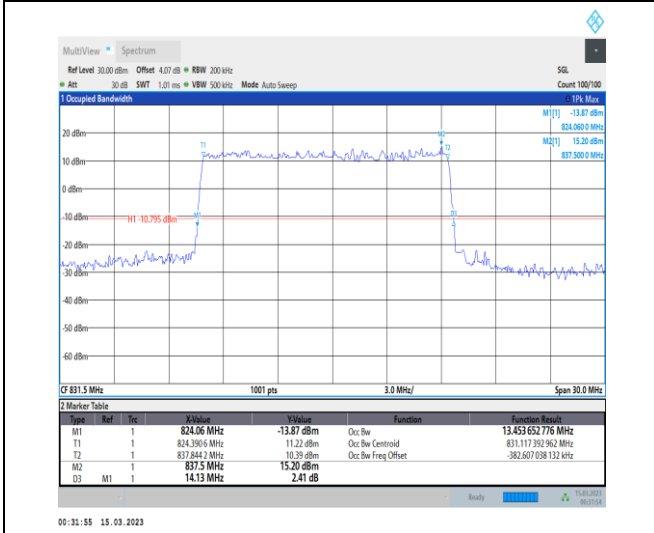 MultiView Spectrum
Ref Level 30.00 dBm Offset 4.07 dB RBW 200 kHz SGL
Att 30 dB SWT 1.01 ms VBW 500 kHz Mode Auto Sweep Count 100/100
1 Occupied Bandwidth 1Pk Max
M1[1] -13.87 dBm
824.060 0 MHz
M2[1] 15.20 dBm
837.500 0 MHz
20 dBm
M2
T1
T2
10 dBm
0 dBm
-10 dBm
H1 -10.795 dBm
M1
D3
-20 dBm
-30 dBm
-40 dBm
-50 dBm
-60 dBm
CF 831.5 MHz 1001 pts 3.0 MHz/ Span 30.0 MHz
2 Marker Table
Type Ref Trc X-Value Y-Value Function Function Result
M1 1 824.06 MHz -13.87 dBm Occ Bw 13.453 652 776 MHz
T1 1 824.390 6 MHz 11.22 dBm Occ Bw Centroid 831.117 392 962 MHz
T2 1 837.844 2 MHz 10.39 dBm Occ Bw Freq Offset -382.607 038 132 kHz
M2 1 837.5 MHz 15.20 dBm
D3 M1 1 14.13 MHz 2.41 dB
Ready 15.03.2023
00:31:54
00:31:55 15.03.2023